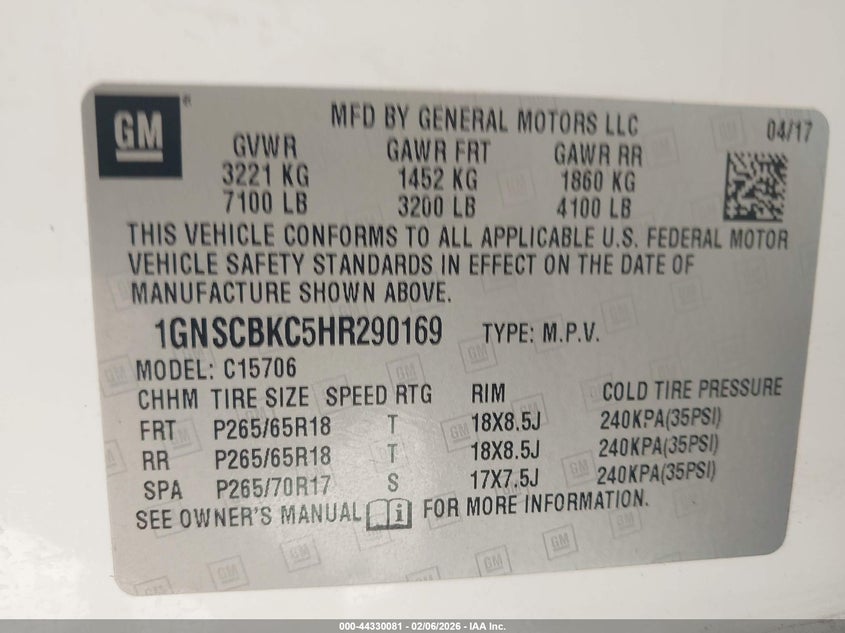 GM
MFD BY GENERAL MOTORS LLC 04/17
GVWR GAWR FRT GAWR RR
3221 KG 1452 KG 1860 KG
7100 LB 3200 LB 4100 LB
THIS VEHICLE CONFORMS TO ALL APPLICABLE U.S. FEDERAL MOTOR
VEHICLE SAFETY STANDARDS IN EFFECT ON THE DATE OF
MANUFACTURE SHOWN ABOVE.
1GNSCBKC5HR290169 TYPE: M.P.V.
MODEL: C15706
CHHM TIRE SIZE SPEED RTG RIM COLD TIRE PRESSURE
FRT P265/65R18 T 18X8.5J 240KPA(35PSI)
RR P265/65R18 T 18X8.5J 240KPA(35PSI)
SPA P265/70R17 S 17X7.5J 240KPA(35PSI)
SEE OWNER'S MANUAL i FOR MORE INFORMATION.
000-44330081 - 02/06/2026 - IAA Inc.